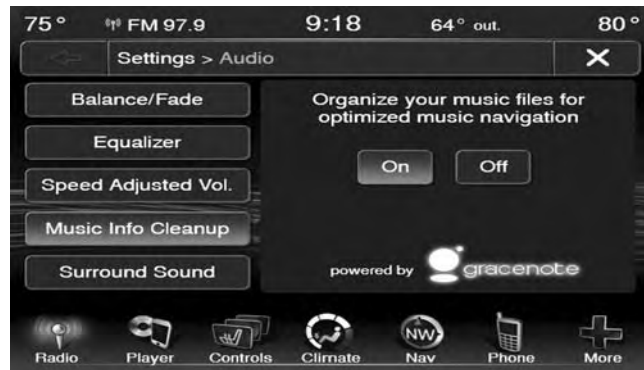 75° FM 97.9 9:18 64° out. 80°
Settings > Audio
Balance/Fade
Equalizer
Speed Adjusted Vol.
Music Info Cleanup
Surround Sound
Organize your music files for
optimized music navigation
On Off
powered by gracenote
NW
Radio Player Controls Climate Nav Phone More